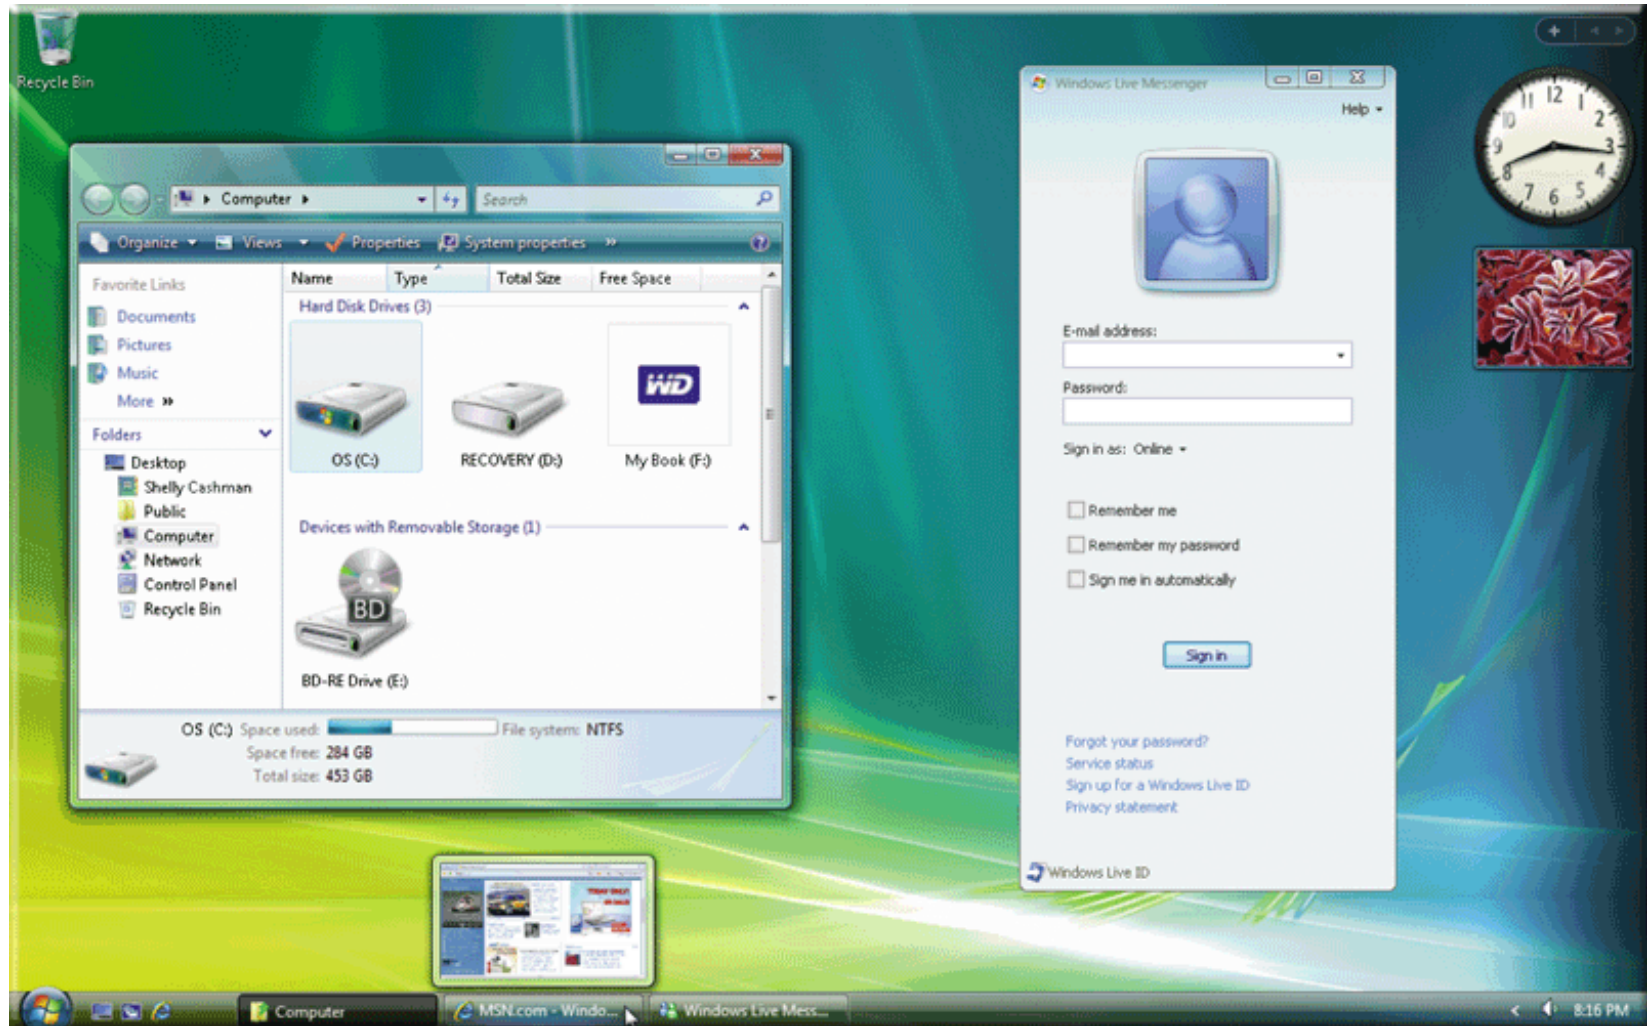 Recycle Bin
Computer
Search
Organize Views Properties System properties »
Favorite Links
Documents
Pictures
Music
More »
Folders
Desktop
Shelly Cashman
Public
Computer
Network
Control Panel
Recycle Bin
Name Type Total Size Free Space
Hard Disk Drives (3)
WD
OS (C:) RECOVERY (D:) My Book (F:)
Devices with Removable Storage (1)
BD
BD-RE Drive (E:)
OS (C:) Space used: File system: NTFS
Space free: 284 GB
Total size: 453 GB
Windows Live Messenger
Help
E-mail address:
Password:
Sign in as: Online
Remember me
Remember my password
Sign me in automatically
Sign in
Forgot your password?
Service status
Sign up for a Windows Live ID
Privacy statement
Windows Live ID
11 12 1
10 2
9 3
8 4
7 6 5
Computer
MSN.com - Windo...
Windows Live Mess...
8:16 PM